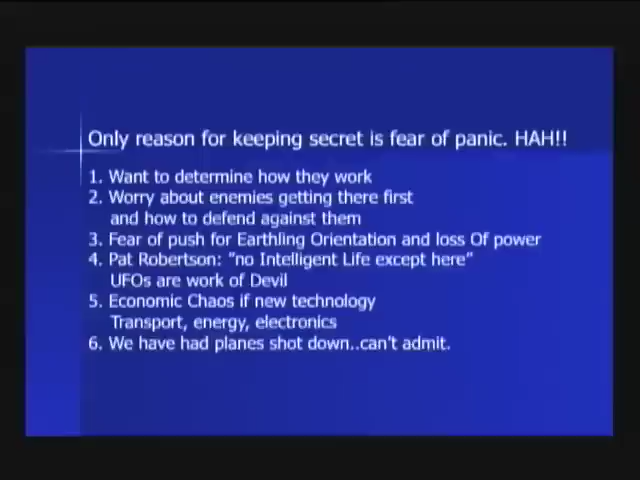 Only reason for keeping secret is fear of panic. HAH!!
1. Want to determine how they work
2. Worry about enemies getting there first
and how to defend against them
3. Fear of push for Earthling Orientation and loss Of power
4. Pat Robertson: "no Intelligent Life except here"
UFOs are work of Devil
5. Economic Chaos if new technology
Transport, energy, electronics
6. We have had planes shot down..can't admit.